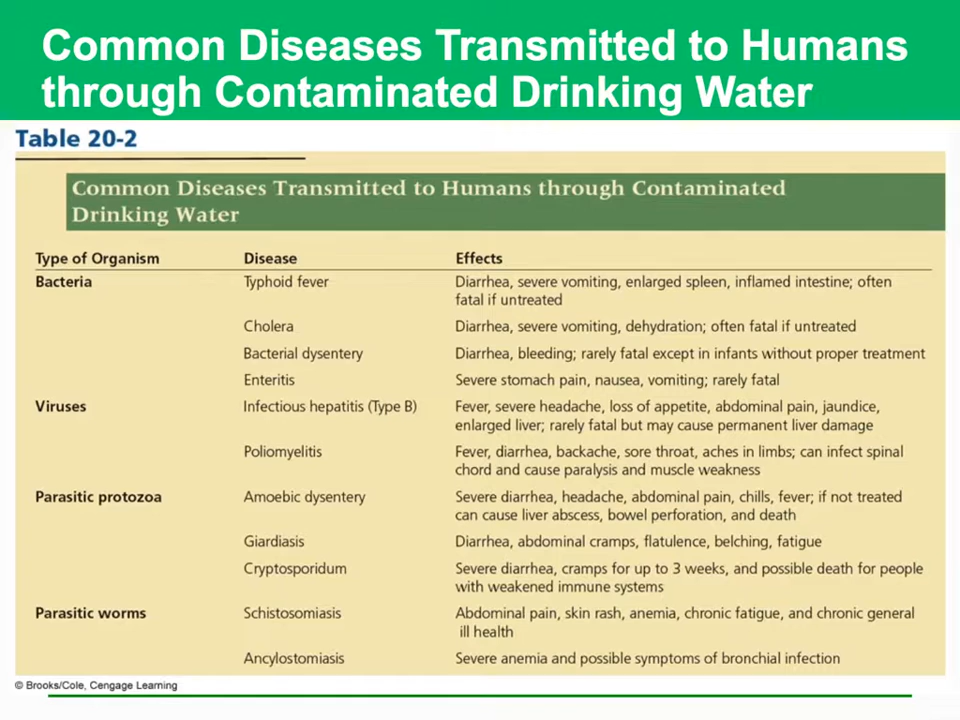 Common Diseases Transmitted to Humans
through Contaminated Drinking Water
Table 20-2
Common Diseases Transmitted to Humans through Contaminated
Drinking Water
Type of Organism Disease Effects
Bacteria Typhoid fever Diarrhea, severe vomiting, enlarged spleen, inflamed intestine; often
fatal if untreated
Cholera Diarrhea, severe vomiting, dehydration; often fatal if untreated
Bacterial dysentery Diarrhea, bleeding; rarely fatal except in infants without proper treatment
Enteritis Severe stomach pain, nausea, vomiting; rarely fatal
Viruses Infectious hepatitis (Type B) Fever, severe headache, loss of appetite, abdominal pain, jaundice,
enlarged liver; rarely fatal but may cause permanent liver damage
Poliomyelitis Fever, diarrhea, backache, sore throat, aches in limbs; can infect spinal
chord and cause paralysis and muscle weakness
Parasitic protozoa Amoebic dysentery Severe diarrhea, headache, abdominal pain, chills, fever; if not treated
can cause liver abscess, bowel perforation, and death
Giardiasis Diarrhea, abdominal cramps, flatulence, belching, fatigue
Cryptosporidum Severe diarrhea, cramps for up to 3 weeks, and possible death for people
with weakened immune systems
Parasitic worms Schistosomiasis Abdominal pain, skin rash, anemia, chronic fatigue, and chronic general
ill health
Ancylostomiasis Severe anemia and possible symptoms of bronchial infection
© Brooks/Cole, Cengage Learning